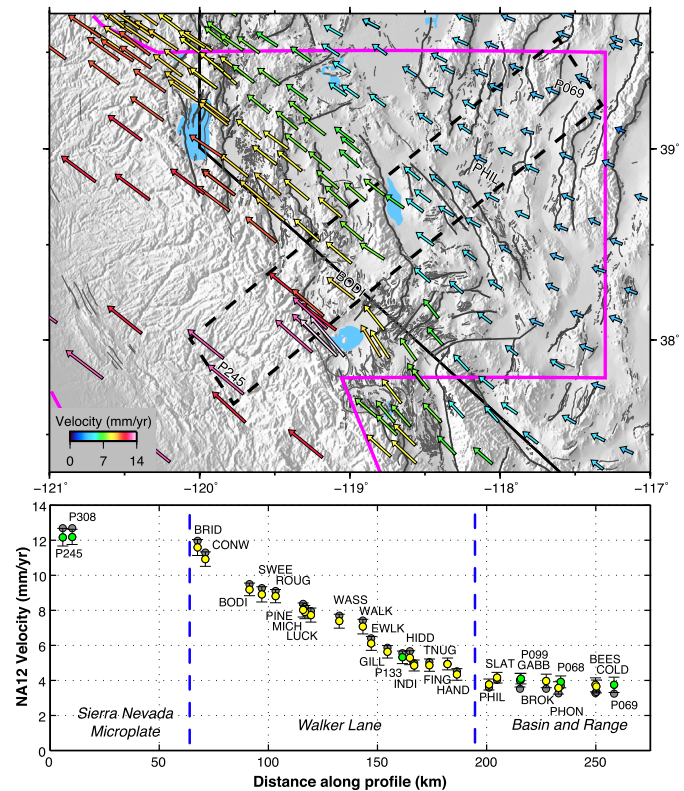 P069
PHIL
BODI
P245
39°
38°
39°
38°
Velocity (mm/yr)
0 7 14
−121° −120° −119° −118° −117°
14
12
10
8
6
4
2
0
NA12 Velocity (mm/yr)
P308
P245
BRID
CONW
SWEE
ROUG
BODI
PINE
MICH
LUCK
WASS
WALK
EWLK
HIDD
GILL
P133
TNUG
INDI
FING
HAND
SLAT
P099
GABB
P068
BEES
COLD
PHIL
BROK
PHON
P069
Sierra Nevada
Microplate
Walker Lane
Basin and Range
0 50 100 150 200 250
Distance along profile (km)